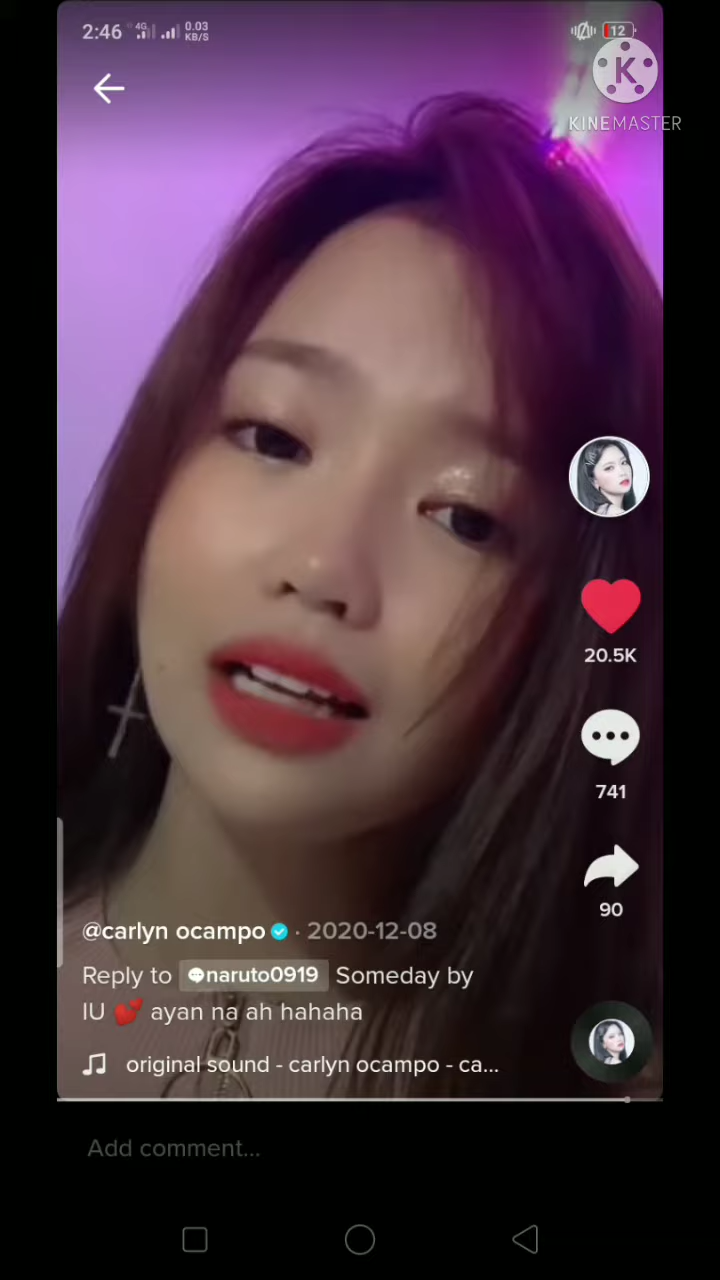 2:46 4G 0.03 KB/S 12
K
KINEMASTER
20.5K
741
90
@carlyn ocampo · 2020-12-08
Reply to naruto0919 Someday by
IU 💕 ayan na ah hahaha
original sound - carlyn ocampo - ca...
Add comment...